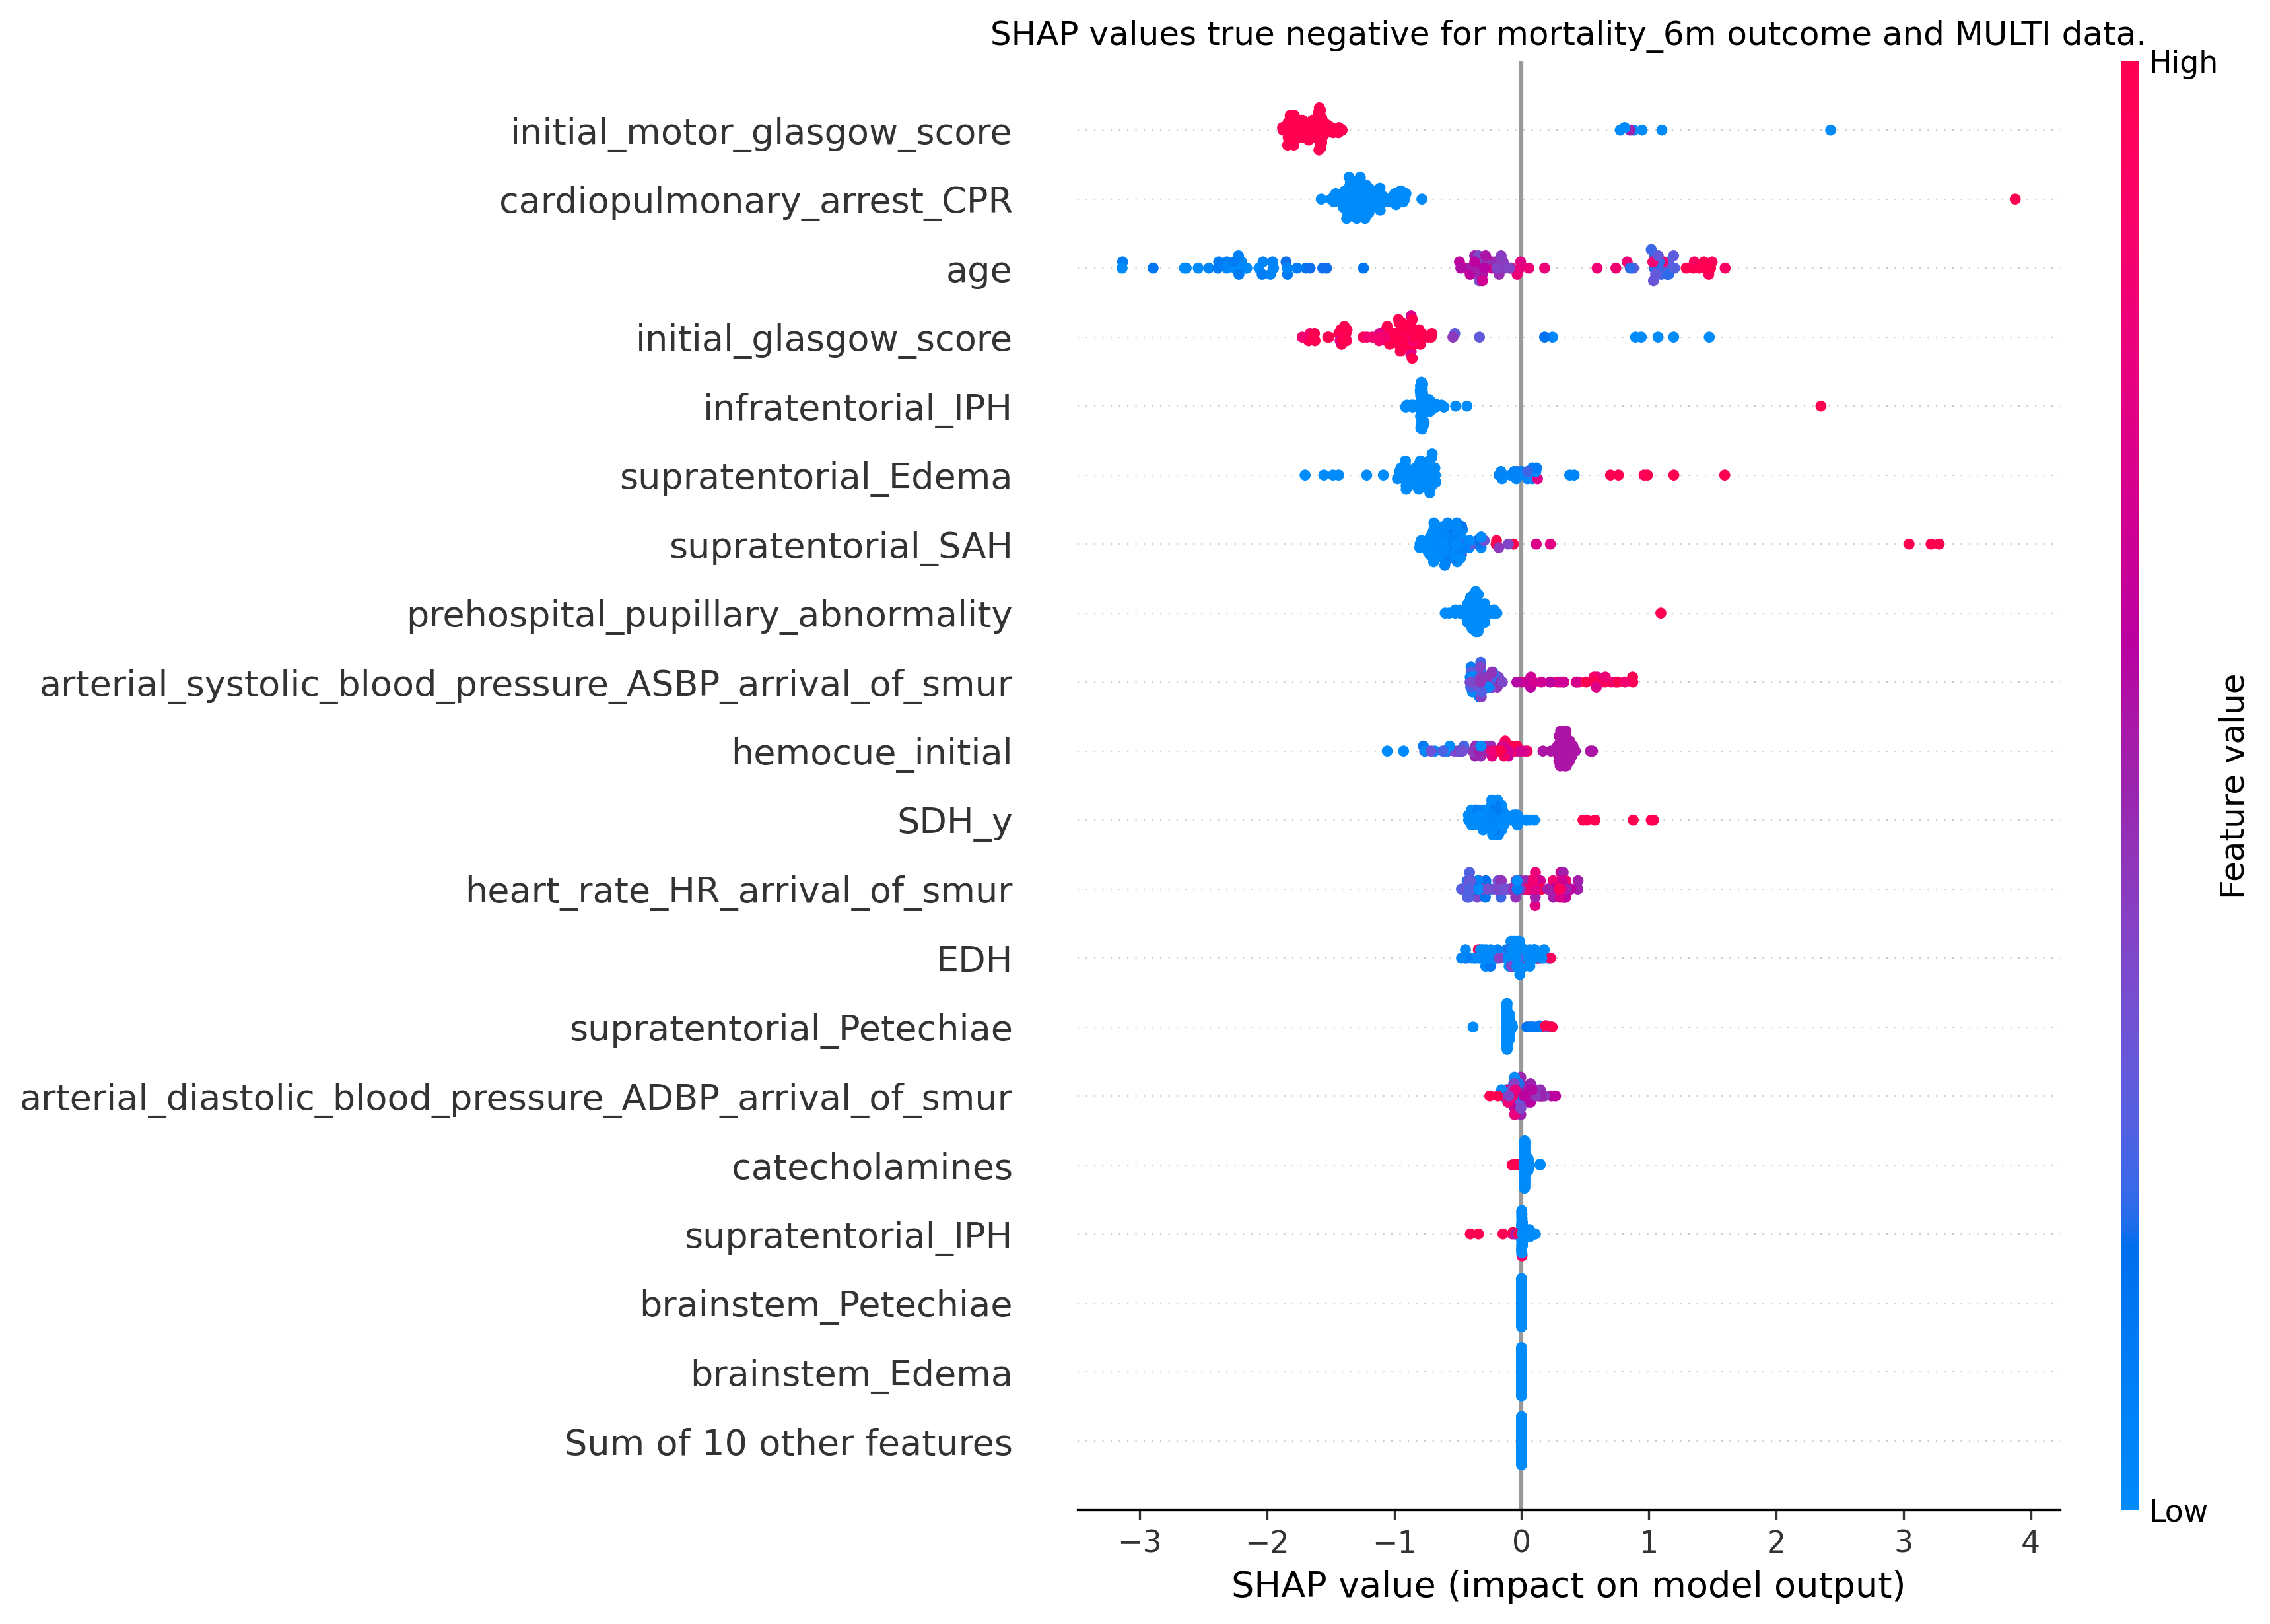 SHAP values true negative for mortality_6m outcome and MULTI data.
High
initial_motor_glasgow_score
cardiopulmonary_arrest_CPR
age
initial_glasgow_score
infratentorial_IPH
supratentorial_Edema
supratentorial_SAH
prehospital_pupillary_abnormality
arterial_systolic_blood_pressure_ASBP_arrival_of_smur
hemocue_initial
SDH_y
heart_rate_HR_arrival_of_smur
EDH
supratentorial_Petechiae
arterial_diastolic_blood_pressure_ADBP_arrival_of_smur
catecholamines
supratentorial_IPH
brainstem_Petechiae
brainstem_Edema
Sum of 10 other features
Feature value
Low
−3 −2 −1 0 1 2 3 4
SHAP value (impact on model output)